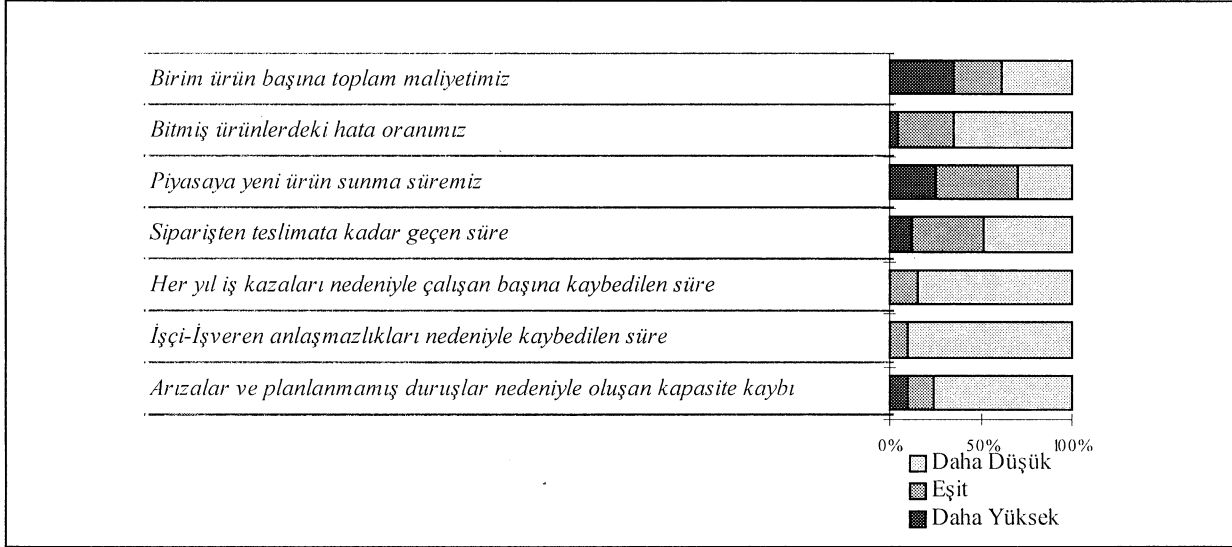 Birim ürün başına toplam maliyetimiz
Bitmiş ürünlerdeki hata oranımız
Piyasaya yeni ürün sunma süremiz
Siparişten teslimata kadar geçen süre
Her yıl iş kazaları nedeniyle çalışan başına kaybedilen süre
İşçi-İşveren anlaşmazlıkları nedeniyle kaybedilen süre
Arızalar ve planlanmamış duruşlar nedeniyle oluşan kapasite kaybı
0% 50% 100%
Daha Düşük
Eşit
Daha Yüksek